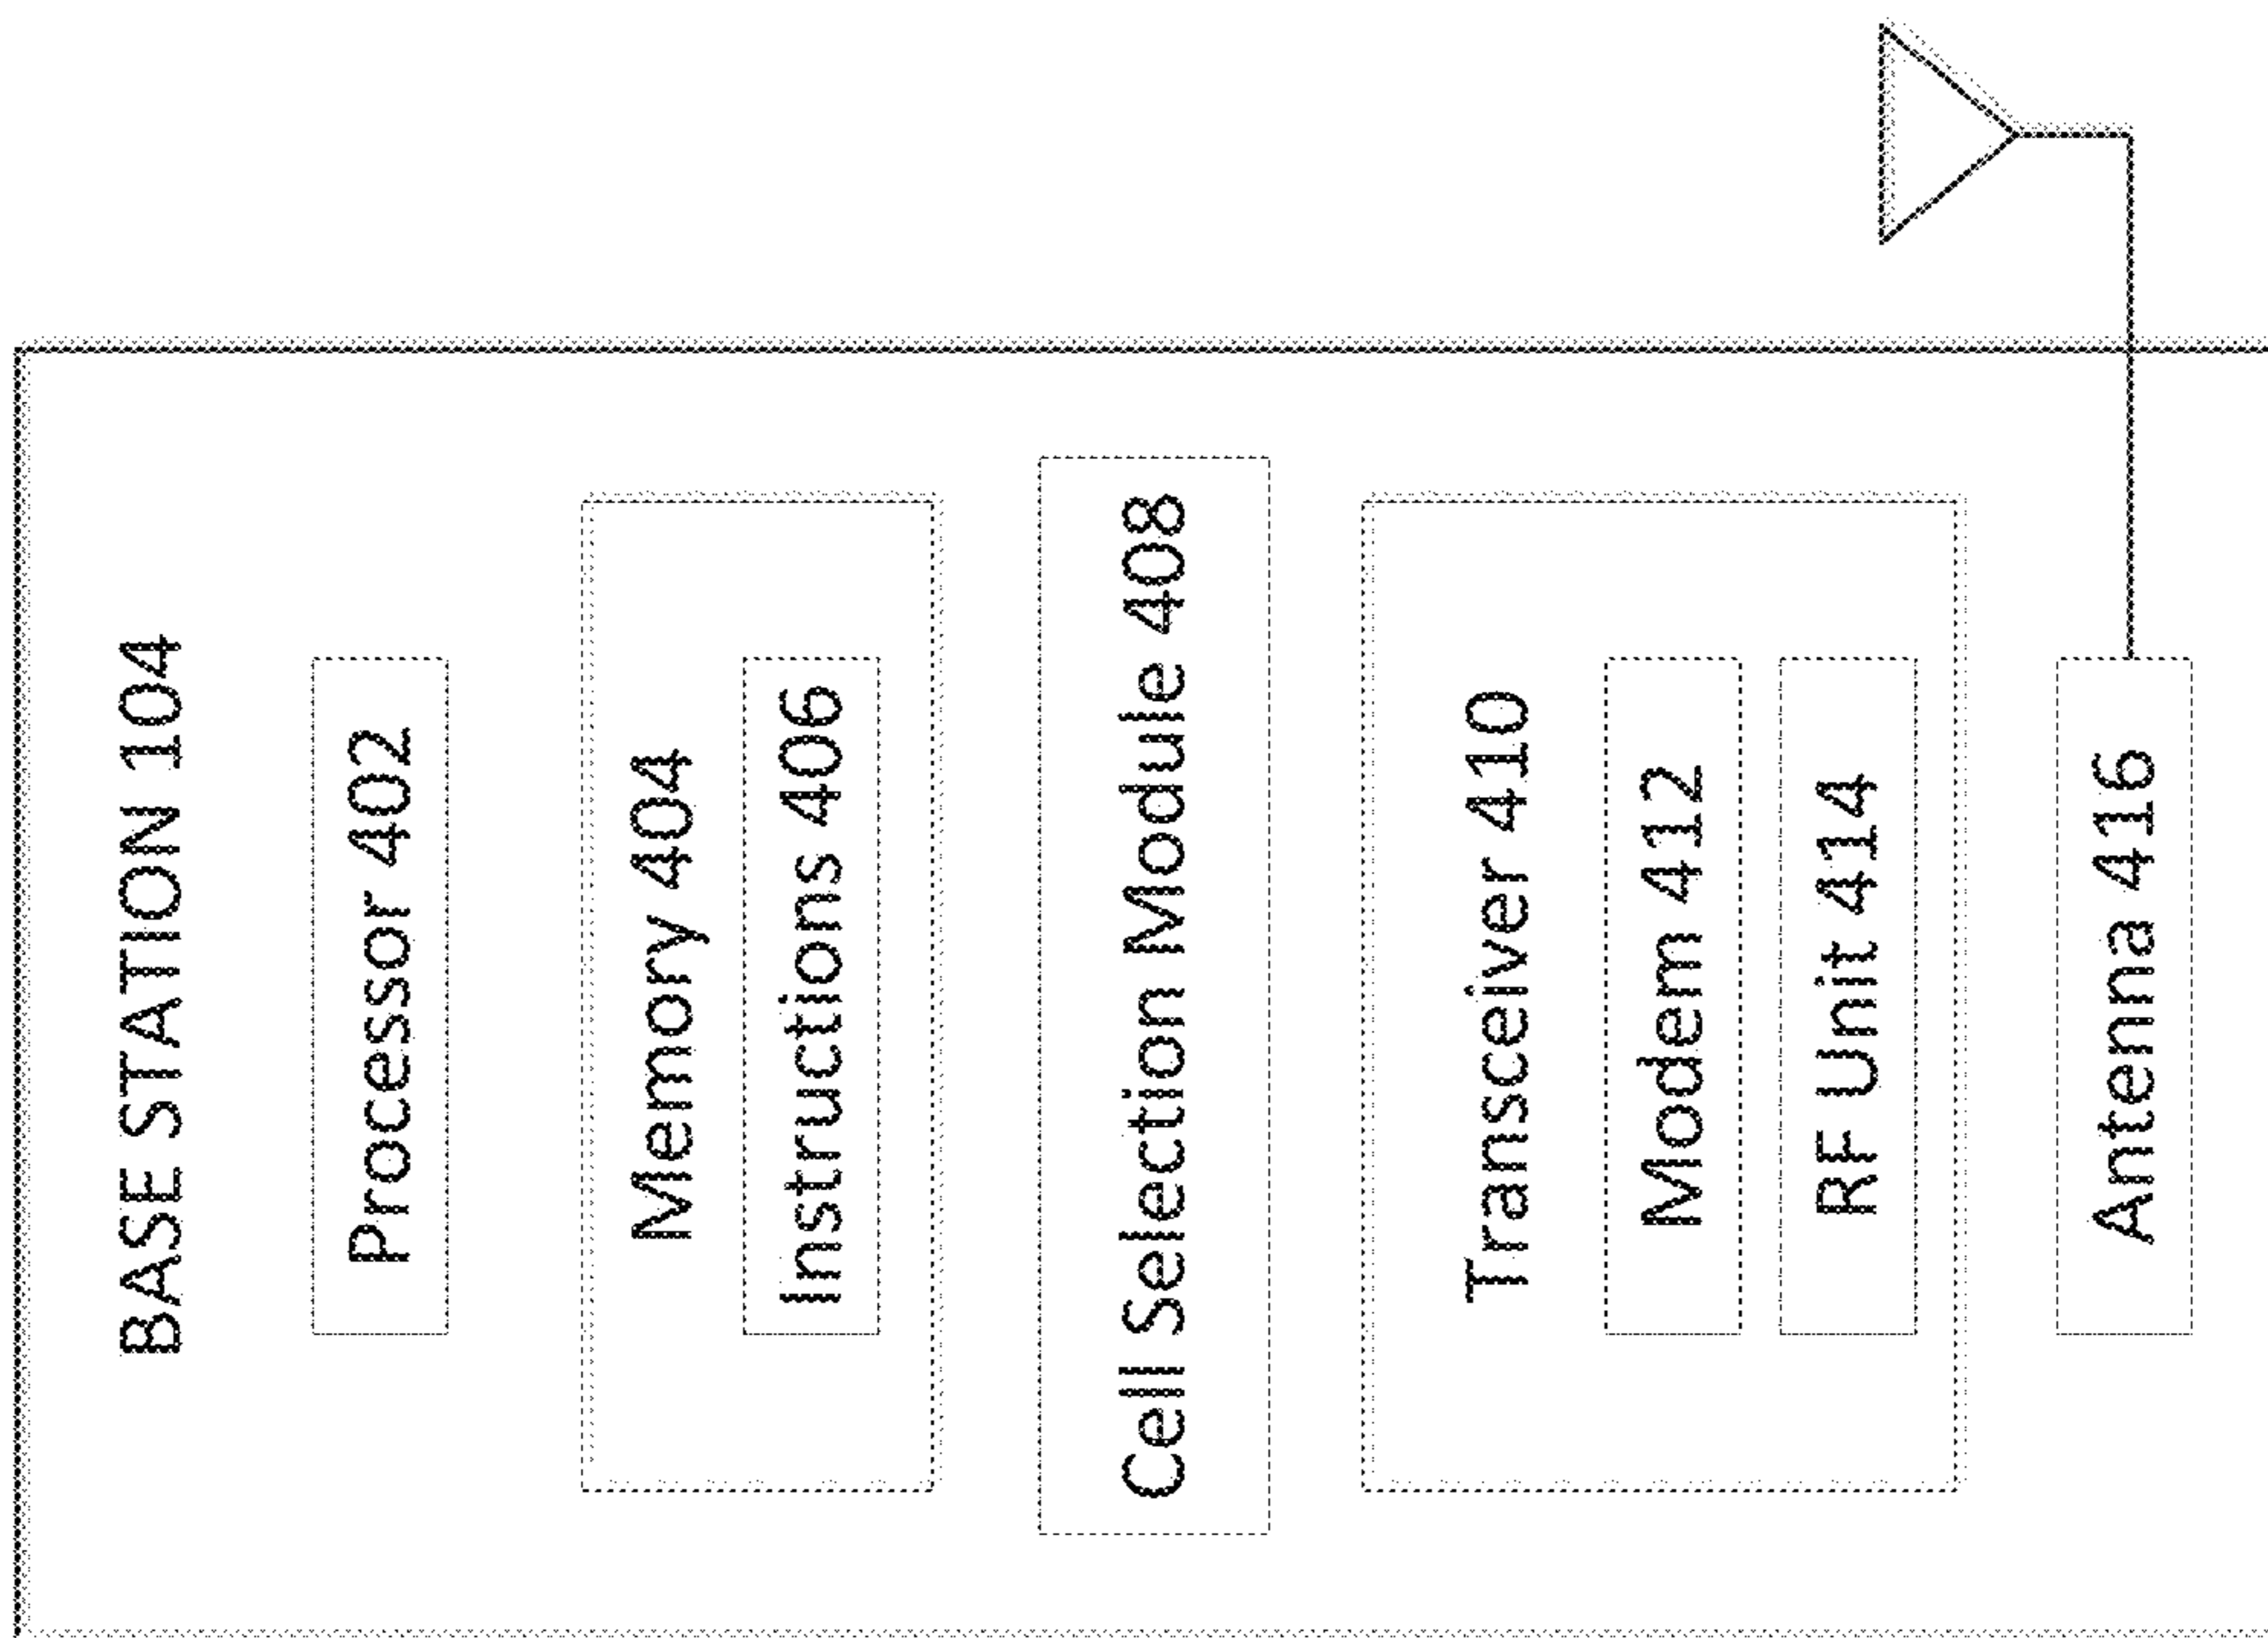 BASE STATION 104
Processor 402
Memory 404
Instructions 406
Cell Selection Module 408
Transceiver 410
Modem 412
RF Unit 414
Antenna 416